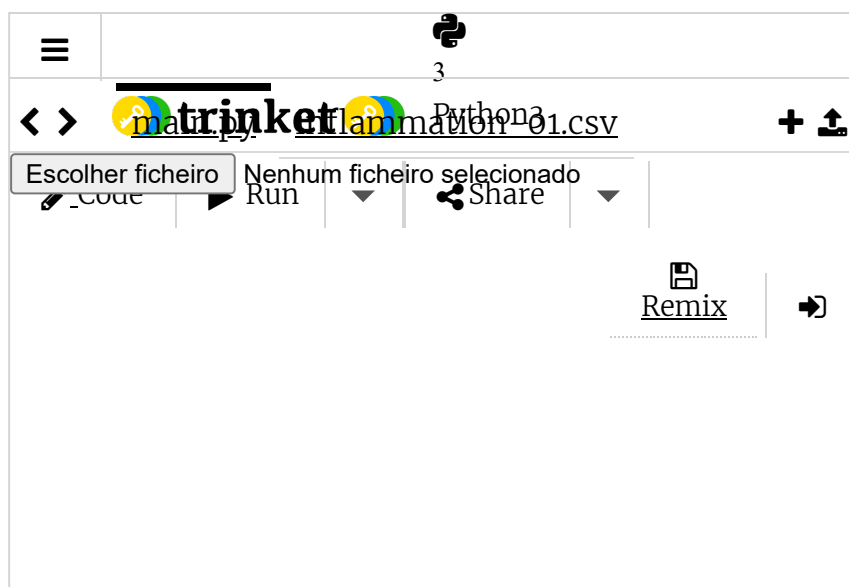 3
trinket Python3
main.py inflammation-01.csv
Escolher ficheiro Nenhum ficheiro selecionado
Code Run Share
Remix